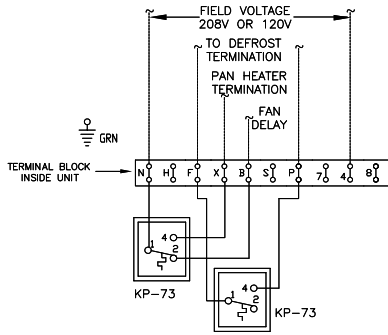 FIELD VOLTAGE
208V OR 120V
TO DEFROST
TERMINATION
PAN HEATER
TERMINATION
FAN
DELAY
GRN
TERMINAL BLOCK
INSIDE UNIT
N H F X B S P 7 4 8
4
1 2
KP-73
4
1 2
KP-73